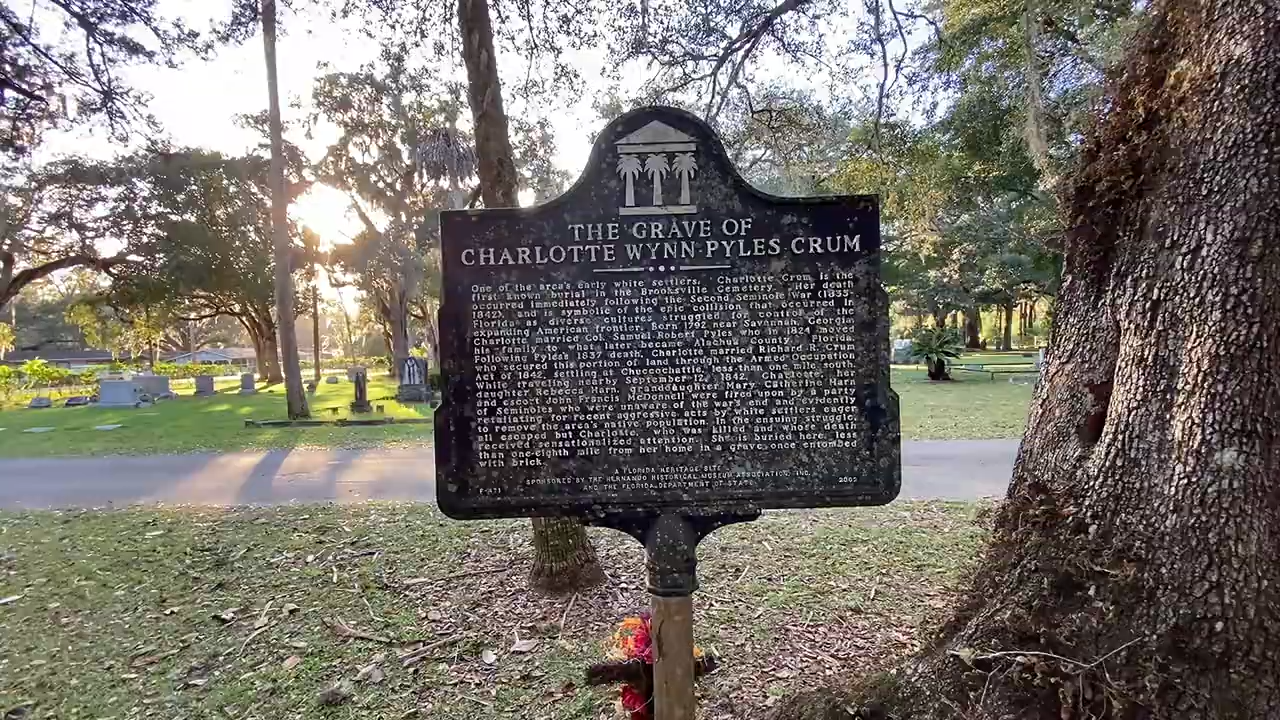 THE GRAVE OF
CHARLOTTE WYNN PYLES CRUM
One of the area's early white settlers, Charlotte Crum is the
first known burial in the Brooksville Cemetery. Her death
occurred immediately following the Second Seminole War (1835-
1842), and is symbolic of the epic collision that occurred in
Florida as diverse cultures struggled for control of the
expanding American frontier. Born 1792 near Savannah, Georgia,
Charlotte married Col. Samuel Robert Pyles who in 1824 moved
his family to what later became Alachua County, Florida.
Following Pyles's 1837 death, Charlotte married Richard R. Crum
who secured this portion of land through the Armed Occupation
Act of 1842, settling at Chuccochattie, less than one mile south.
While traveling nearby September 12, 1842, Charlotte, her
daughter Rebecca Harn, granddaughter Mary Catherine Harn
and escort John Francis McDonnell were fired upon by a party
of Seminoles who were unaware of the war's end and evidently
retaliating for recent aggressive acts by white settlers eager
to remove the area's native population. In the ensuing struggle,
all escaped but Charlotte, who was killed and whose death
received sensationalized attention. She is buried here, less
than one-eighth mile from her home in a grave once entombed
with brick.
A FLORIDA HERITAGE SITE
SPONSORED BY THE HERNANDO HISTORICAL MUSEUM ASSOCIATION, INC.
F-471 AND THE FLORIDA DEPARTMENT OF STATE 2002